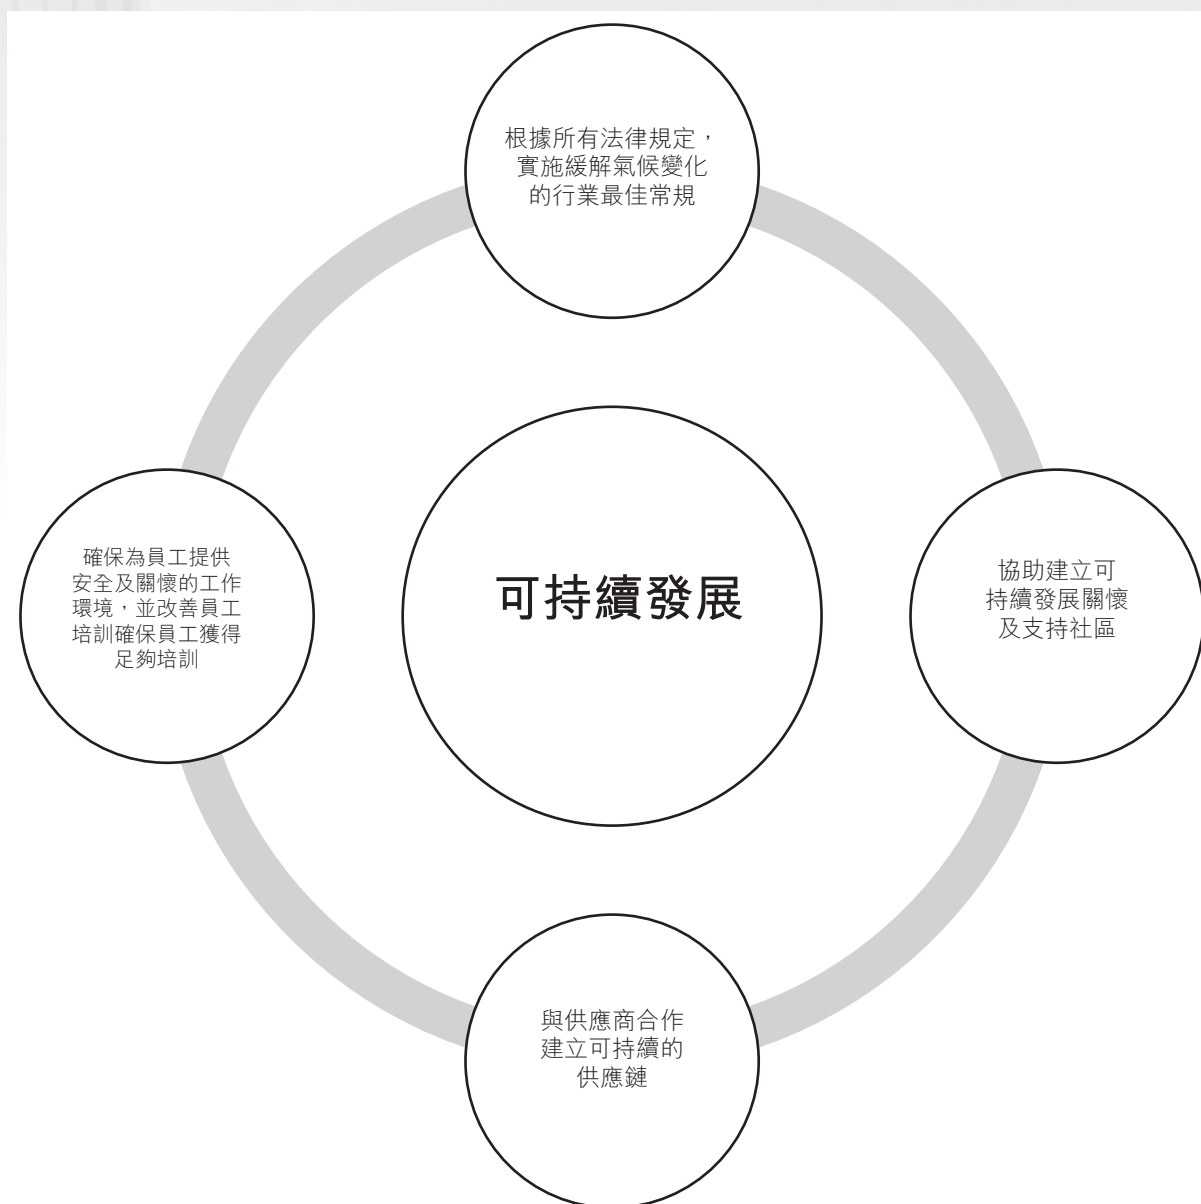 根據所有法律規定，
實施緩解氣候變化
的行業最佳常規
確保為員工提供
安全及關懷的工作
環境，並改善員工
培訓確保員工獲得
足夠培訓
可持續發展
協助建立可
持續發展關懷
及支持社區
與供應商合作
建立可持續的
供應鏈